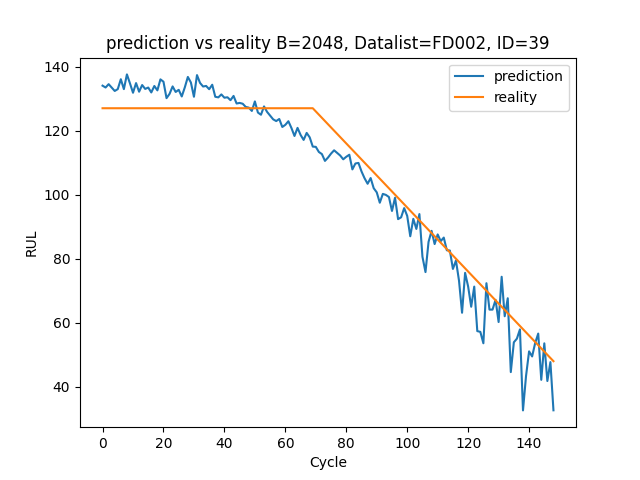 prediction vs reality B=2048, Datalist=FD002, ID=39
prediction
reality
140
120
100
80
60
40
RUL
0 20 40 60 80 100 120 140
Cycle